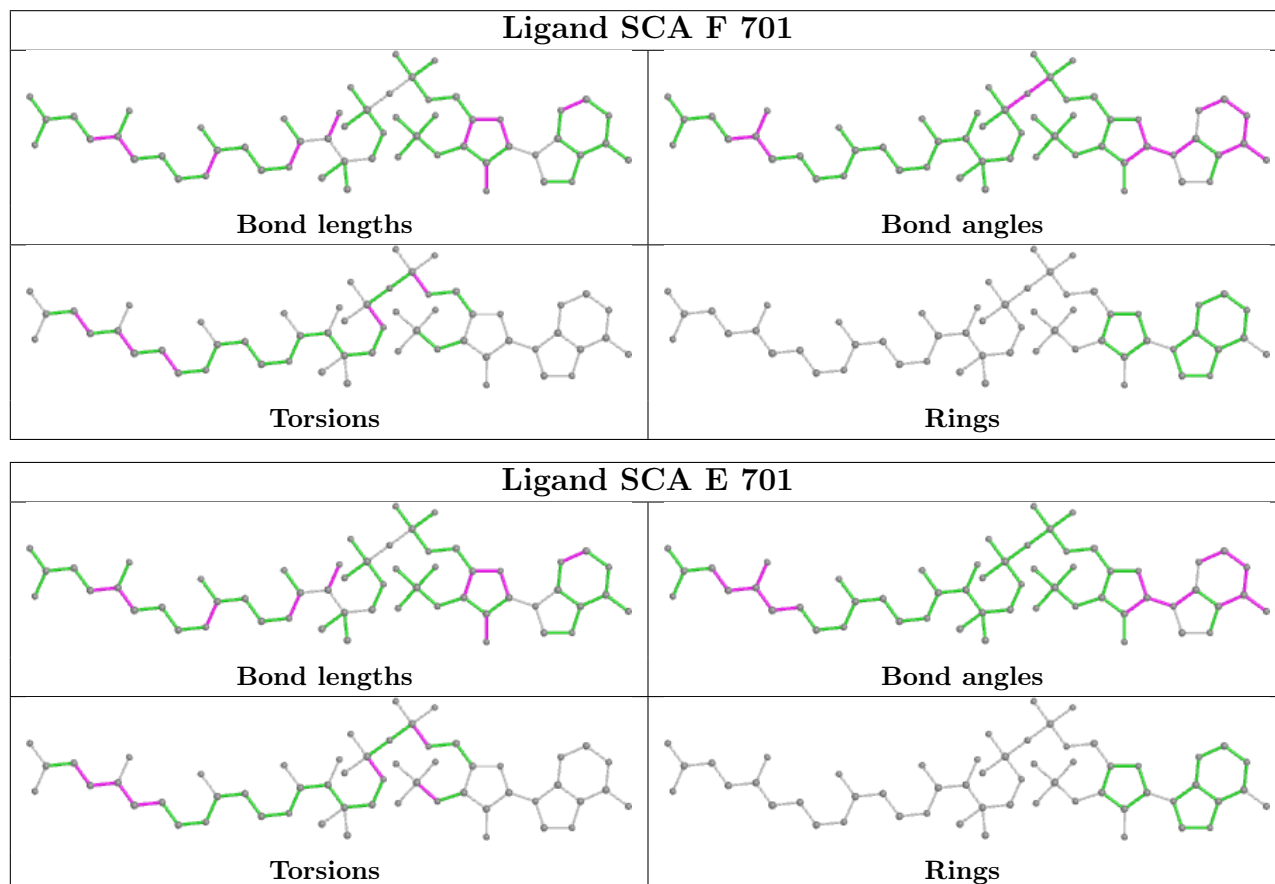 Ligand SCA F 701
Bond lengths
Bond angles
Torsions
Rings
Ligand SCA E 701
Bond lengths
Bond angles
Torsions
Rings